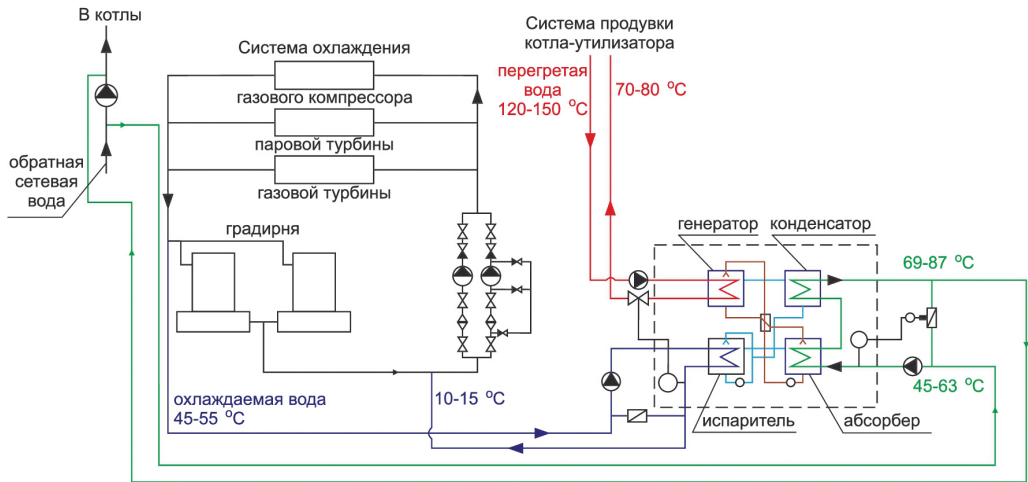 В котлы
Система охлаждения
газового компрессора
паровой турбины
газовой турбины
обратная
сетевая
вода
градирня
Система продувки
котла-утилизатора
перегретая
вода
120-150 °C
70-80 °C
генератор
конденсатор
69-87 °C
45-63 °C
охлаждаемая вода
45-55 °C
10-15 °C
испаритель
абсорбер